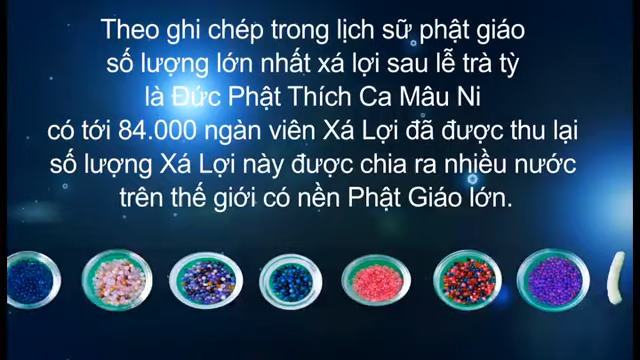 Theo ghi chép trong lịch sữ phật giáo
số lượng lớn nhất xá lợi sau lễ trà tỳ
là Đức Phật Thích Ca Mâu Ni
có tới 84.000 ngàn viên Xá Lợi đã được thu lại
số lượng Xá Lợi này được chia ra nhiều nước
trên thế giới có nền Phật Giáo lớn.